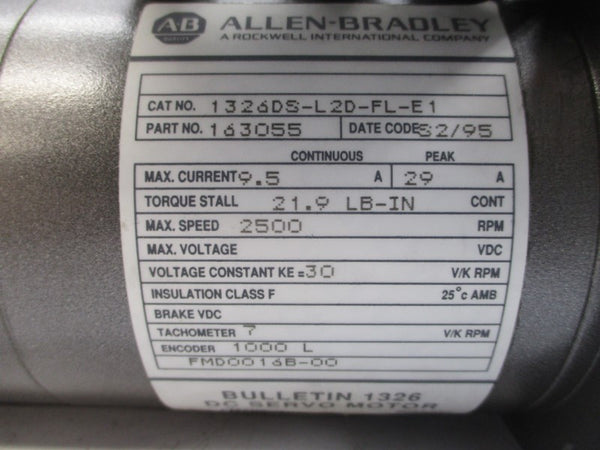 AB ALLEN-BRADLEY
QUALITY
A ROCKWELL INTERNATIONAL COMPANY
CAT NO. 1326DS-L2D-FL-E1
PART NO. 163055 DATE CODE S2/95
CONTINUOUS PEAK
MAX. CURRENT 9.5 A 29 A
TORQUE STALL 21.9 LB-IN CONT
MAX. SPEED 2500 RPM
MAX. VOLTAGE VDC
VOLTAGE CONSTANT KE = 30 V/K RPM
INSULATION CLASS F 25°C AMB
BRAKE VDC
TACHOMETER 7 V/K RPM
ENCODER 1000 L
FMD0016B-00
BULLETIN 1326
DC SERVO MOTOR